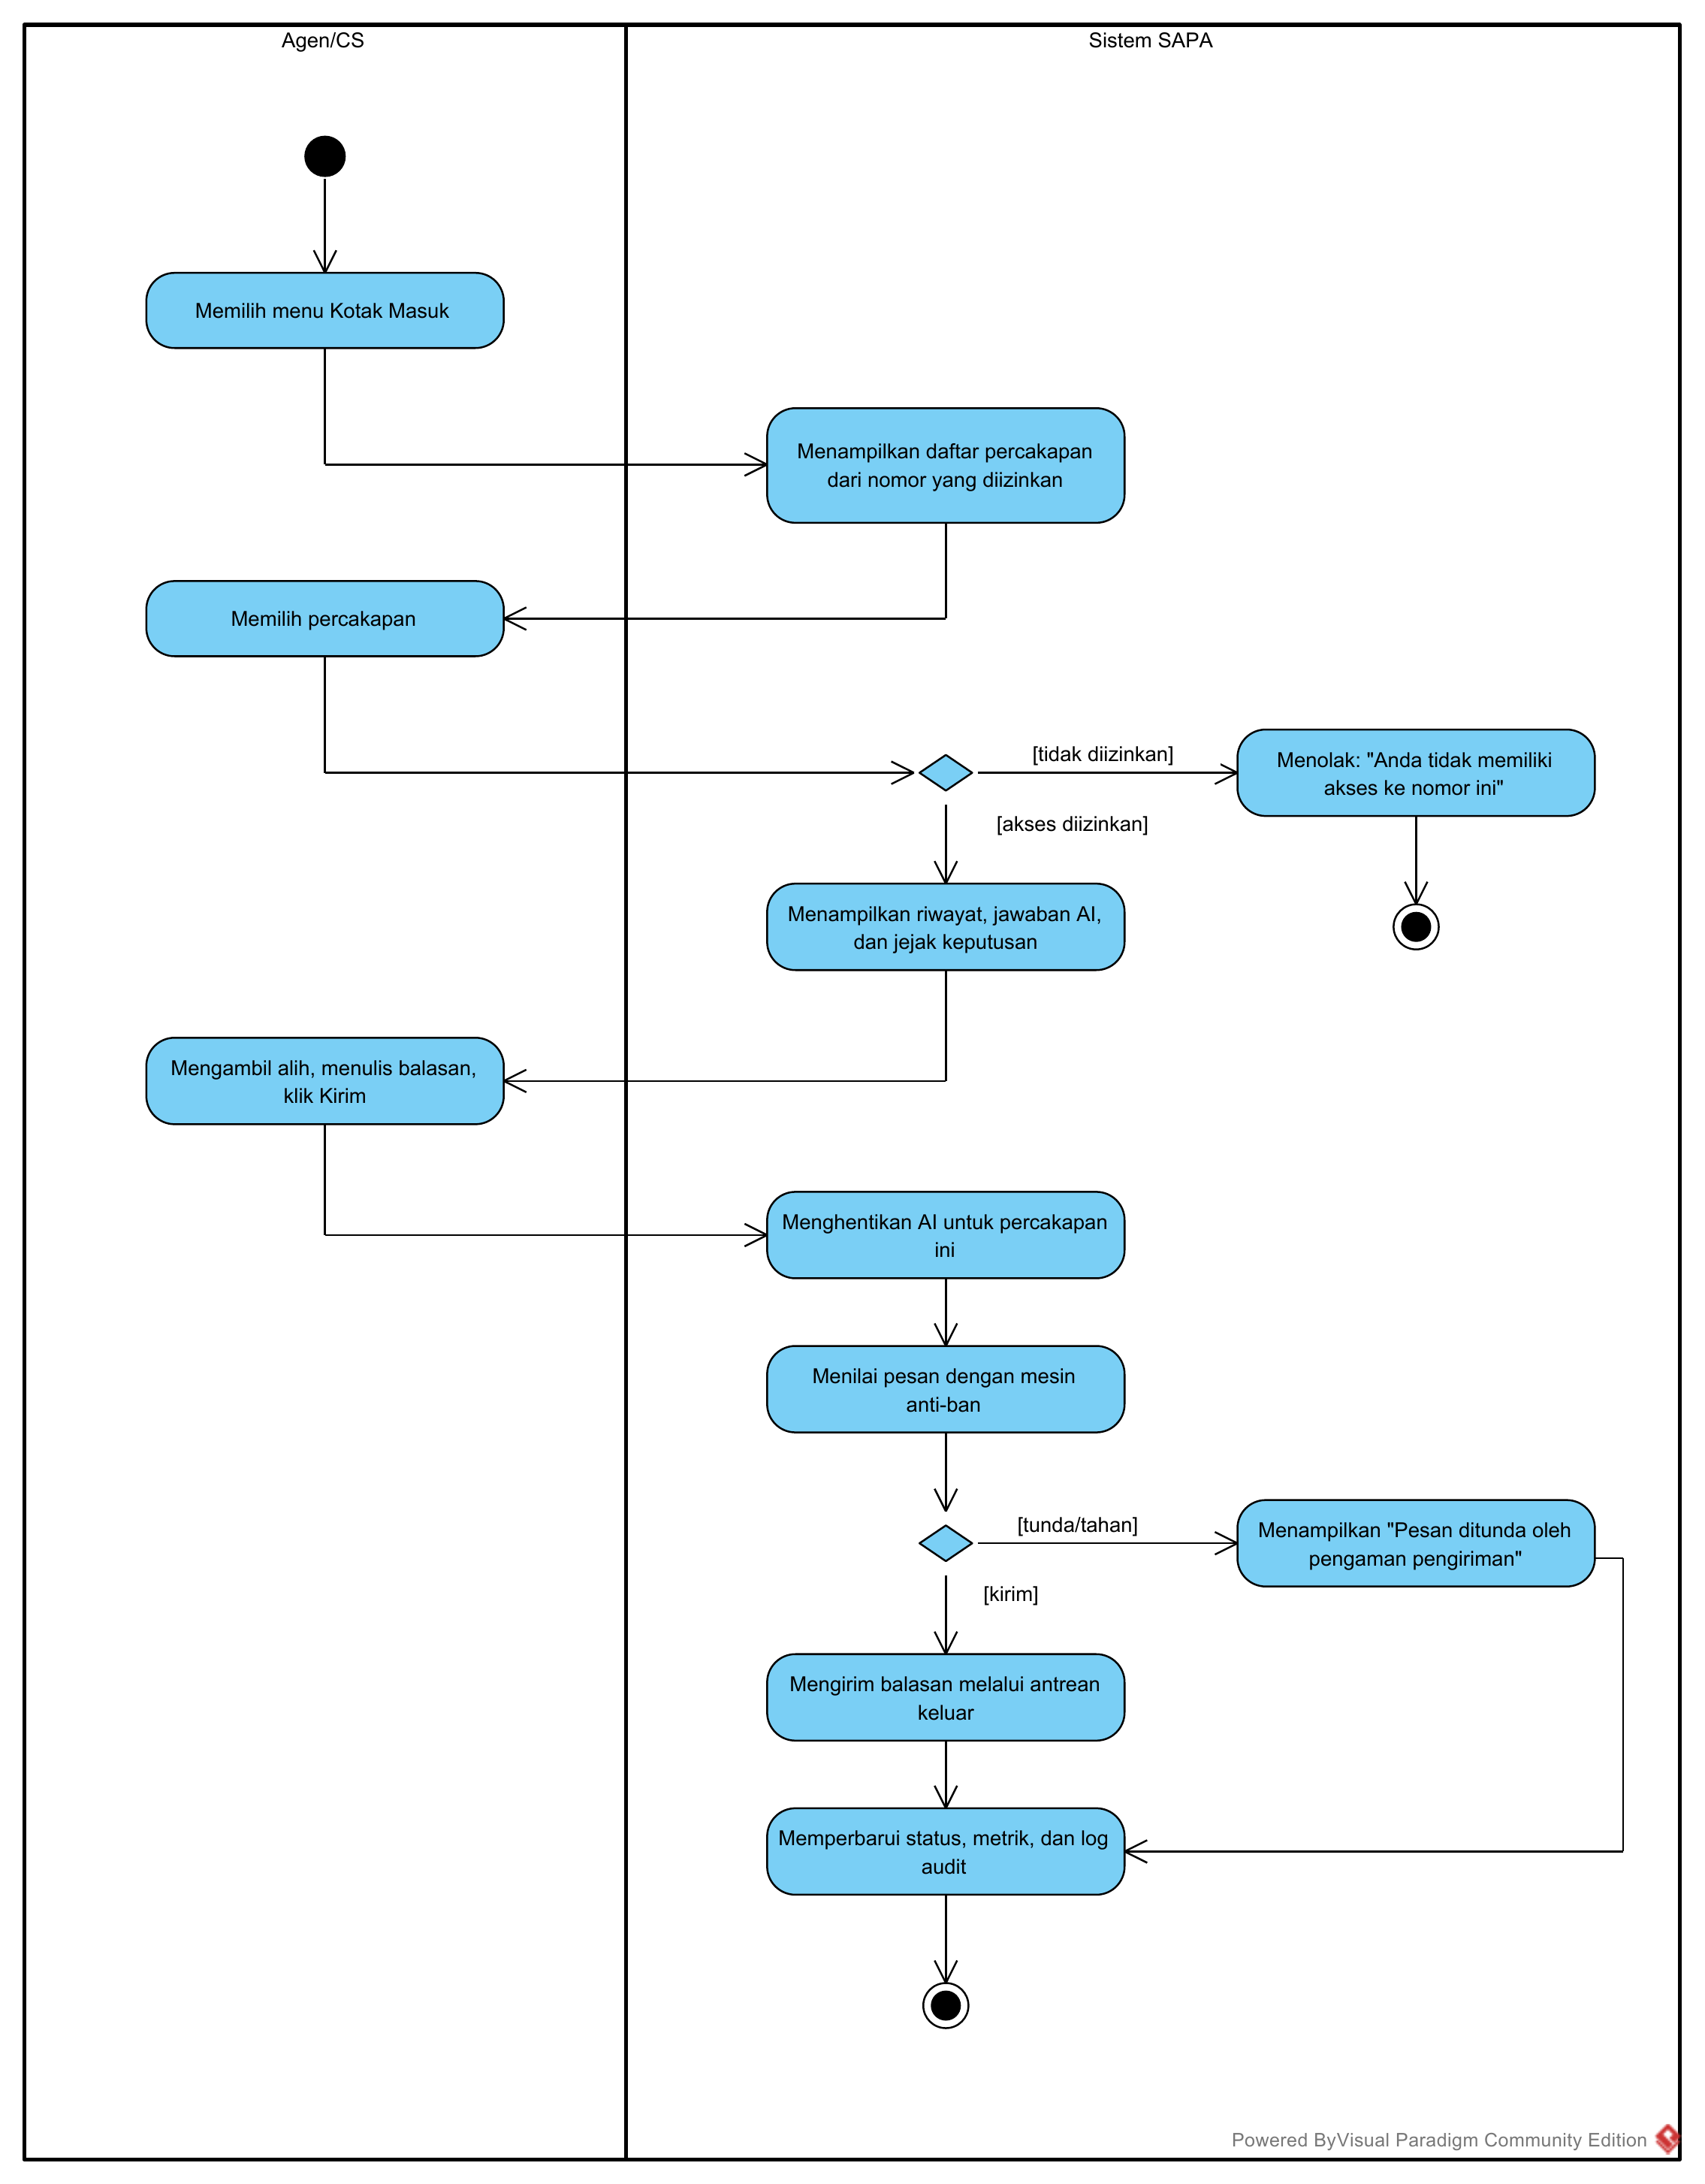 Agen/CS
Sistem SAPA
Memilih menu Kotak Masuk
Menampilkan daftar percakapan
dari nomor yang diizinkan
Memilih percakapan
[tidak diizinkan]
Menolak: "Anda tidak memiliki
akses ke nomor ini"
[akses diizinkan]
Menampilkan riwayat, jawaban AI,
dan jejak keputusan
Mengambil alih, menulis balasan,
klik Kirim
Menghentikan AI untuk percakapan
ini
Menilai pesan dengan mesin
anti-ban
[tunda/tahan]
Menampilkan "Pesan ditunda oleh
pengaman pengiriman"
[kirim]
Mengirim balasan melalui antrean
keluar
Memperbarui status, metrik, dan log
audit
Powered ByVisual Paradigm Community Edition